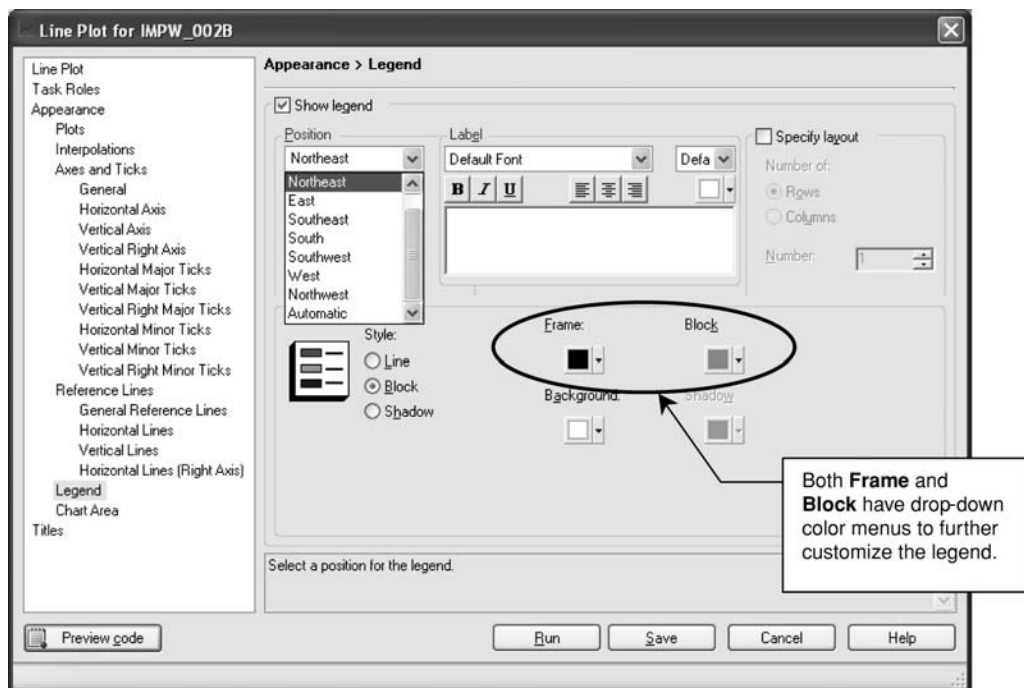 Line Plot for IMPW_002B
Line Plot
Task Roles
Appearance
Plots
Interpolations
Axes and Ticks
General
Horizontal Axis
Vertical Axis
Vertical Right Axis
Horizontal Major Ticks
Vertical Major Ticks
Vertical Right Major Ticks
Horizontal Minor Ticks
Vertical Minor Ticks
Vertical Right Minor Ticks
Reference Lines
General Reference Lines
Horizontal Lines
Vertical Lines
Horizontal Lines (Right Axis)
Legend
Chart Area
Titles
Appearance > Legend
Show legend
Position
Northeast
Northeast
East
Southeast
South
Southwest
West
Northwest
Automatic
Label
Default Font
Defa
B I U
Specify layout
Number of:
Rows
Columns
Number:
1
Style:
Line
Block
Shadow
Frame:
Block
Background:
Shadow
Both Frame and
Block have drop-down
color menus to further
customize the legend.
Select a position for the legend.
Preview code
Run
Save
Cancel
Help